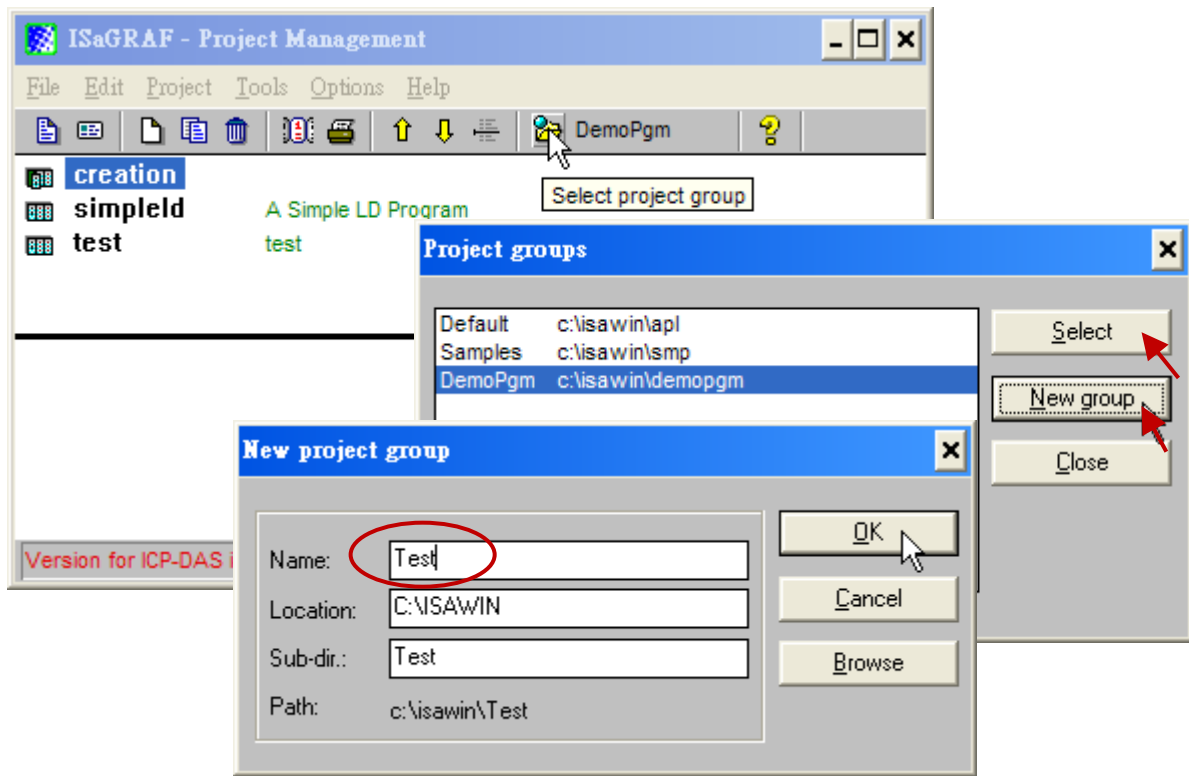 ISaGRAF - Project Management
File Edit Project Tools Options Help
DemoPgm
Select project group
creation
simpleld A Simple LD Program
test test
Version for ICP-DAS
Project groups
Default c:\isawin\apl
Samples c:\isawin\smp
DemoPgm c:\isawin\demopgm
Select
New group
Close
New project group
Name: Test
Location: C:\ISAWIN
Sub-dir.: Test
Path: c:\isawin\Test
OK
Cancel
Browse